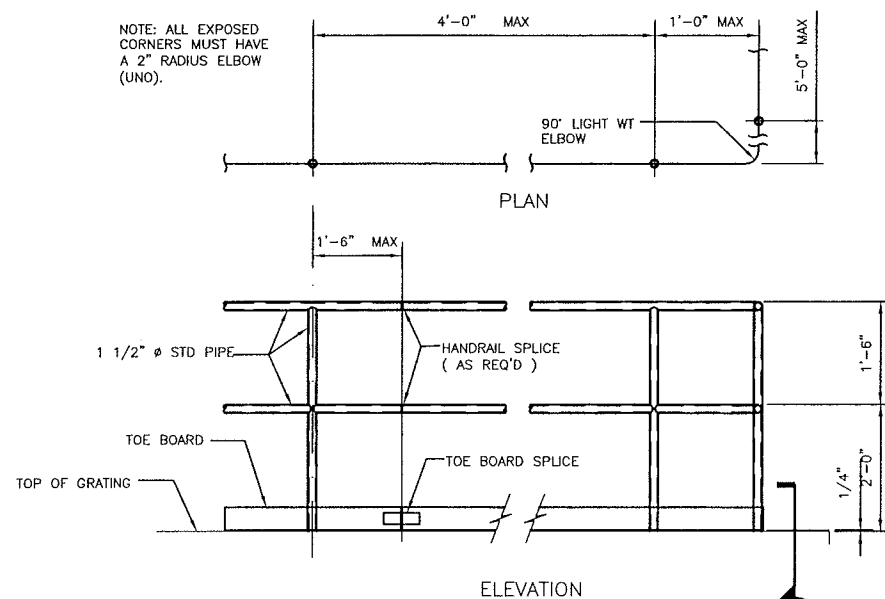 NOTE: ALL EXPOSED
CORNERS MUST HAVE
A 2" RADIUS ELBOW
(UNO).
4'-0" MAX
1'-0" MAX
5'-0" MAX
90' LIGHT WT
ELBOW
PLAN
1'-6" MAX
1 1/2" ø STD PIPE
HANDRAIL SPLICE
( AS REQ'D )
1'-6"
TOE BOARD
TOE BOARD SPLICE
TOP OF GRATING
1/4"
2'-0"
ELEVATION